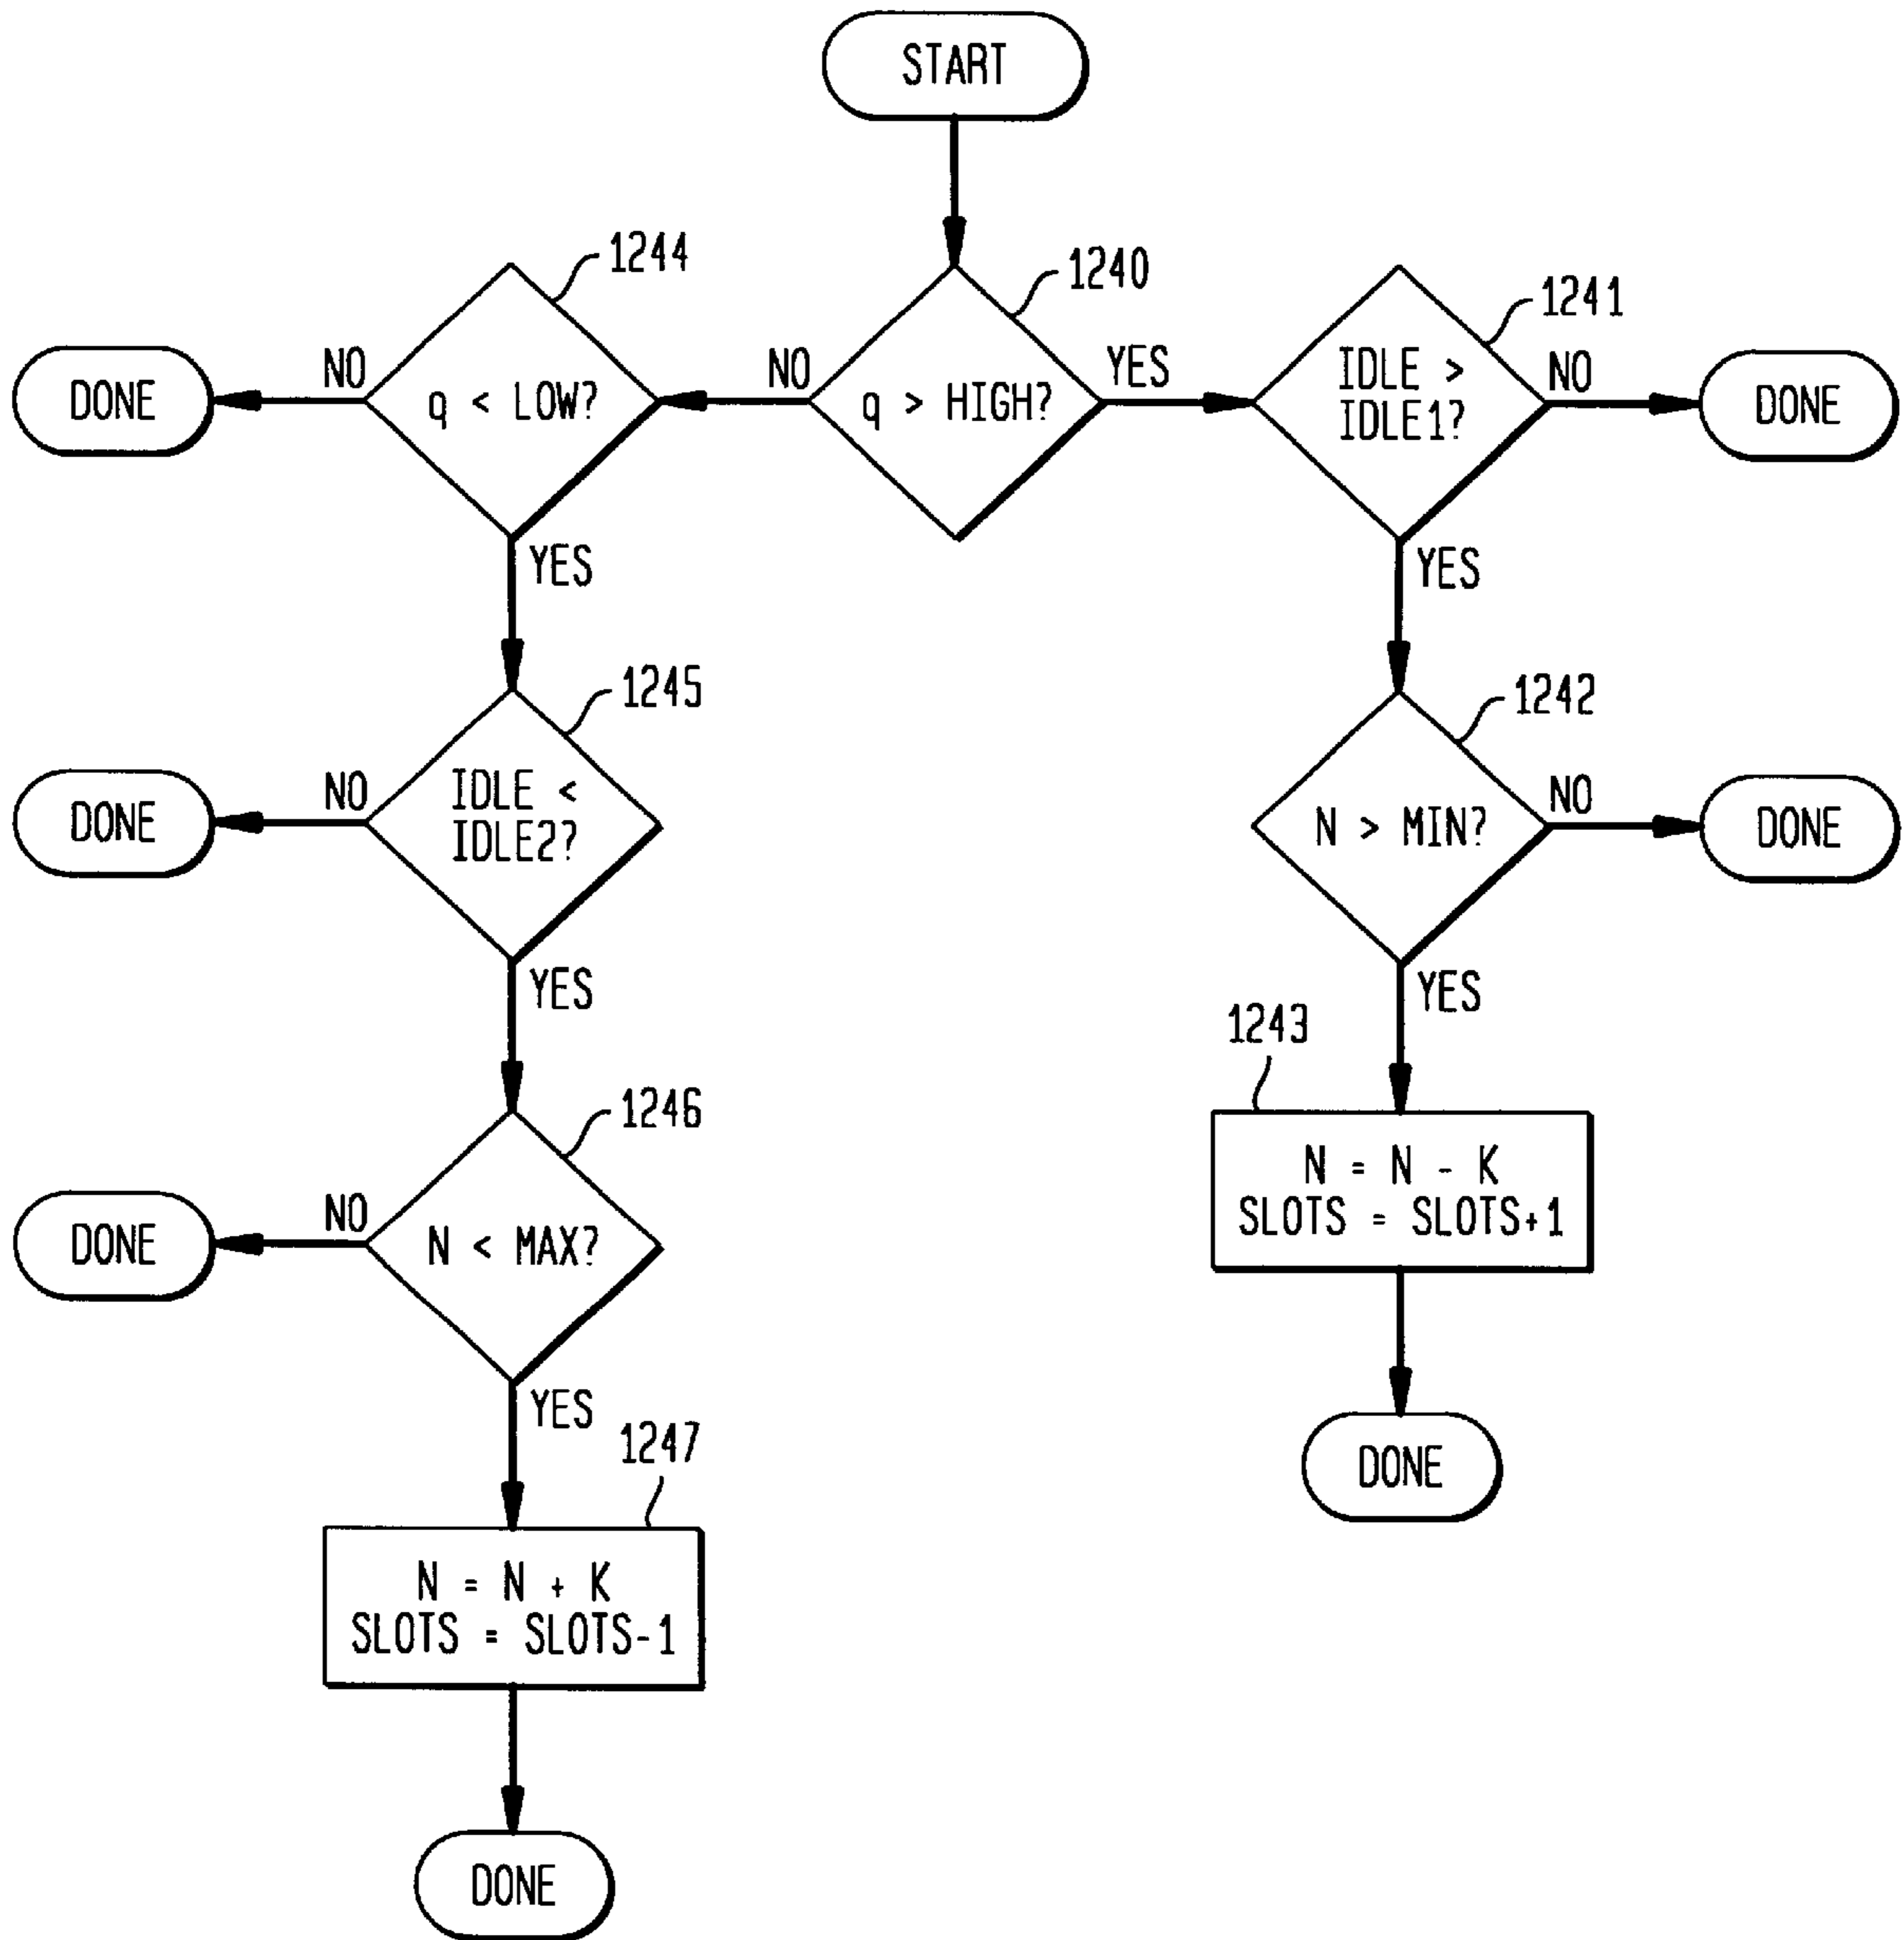 START
1244
1240
1241
NO
q < LOW?
DONE
NO
q > HIGH?
YES
IDLE >
IDLE1?
NO
DONE
YES
YES
1245
1242
IDLE <
IDLE2?
NO
DONE
N > MIN?
NO
DONE
YES
YES
1243
1246
N = N - K
SLOTS = SLOTS+1
N < MAX?
NO
DONE
YES
1247
DONE
N = N + K
SLOTS = SLOTS-1
DONE